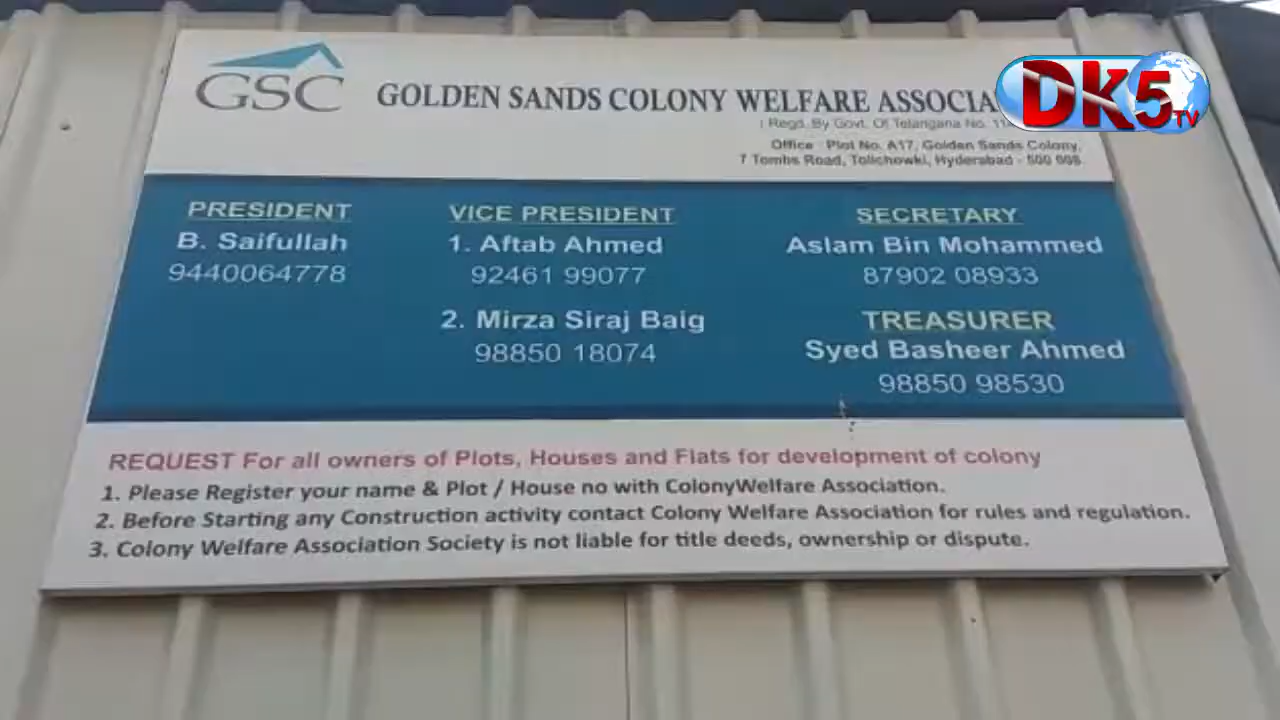 GSC
GOLDEN SANDS COLONY WELFARE ASSOCIA
DK5 TV
( Regd. By Govt. Of Telangana No.
Office : Plot No. A17, Golden Sands Colony,
7 Tombs Road, Tolichowki, Hyderabad - 500 008.
PRESIDENT
B. Saifullah
9440064778
VICE PRESIDENT
1. Aftab Ahmed
92461 99077
2. Mirza Siraj Baig
98850 18074
SECRETARY
Aslam Bin Mohammed
87902 08933
TREASURER
Syed Basheer Ahmed
98850 98530
REQUEST For all owners of Plots, Houses and Flats for development of colony
1. Please Register your name & Plot / House no with ColonyWelfare Association.
2. Before Starting any Construction activity contact Colony Welfare Association for rules and regulation.
3. Colony Welfare Association Society is not liable for title deeds, ownership or dispute.